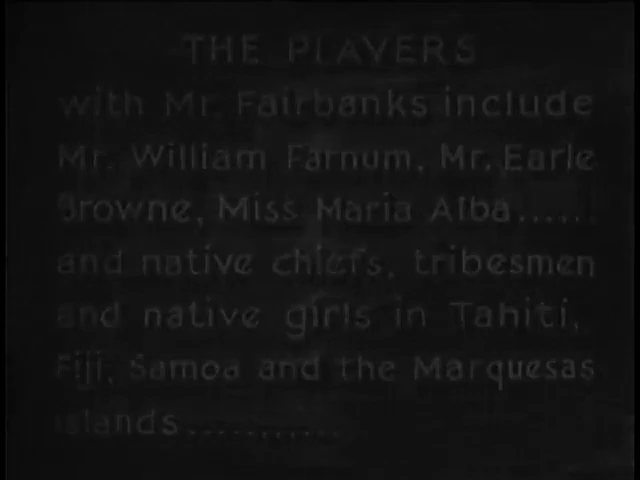 THE PLAYERS
with Mr. Fairbanks include
Mr. William Farnum, Mr. Earle
Browne, Miss Maria Alba......
and native chiefs, tribesmen
and native girls in Tahiti,
Fiji, Samoa and the Marquesas
Islands............